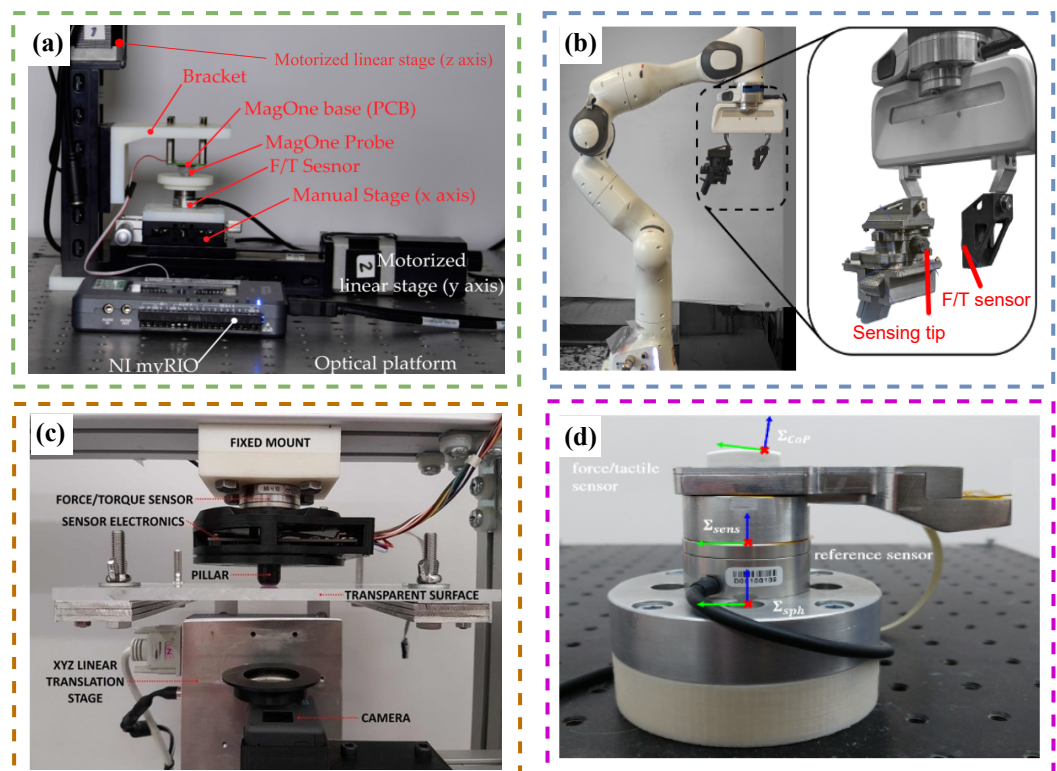 (a)
1
Motorized linear stage (z axis)
Bracket
MagOne base (PCB)
MagOne Probe
F/T Sesnor
Manual Stage (x axis)
2
Motorized
linear stage (y axis)
NI myRIO
Optical platform
(b)
F/T sensor
Sensing tip
(c)
FIXED MOUNT
FORCE/TORQUE SENSOR
SENSOR ELECTRONICS
PILLAR
TRANSPARENT SURFACE
XYZ LINEAR
TRANSLATION
STAGE
CAMERA
(d)
Σ_CoP
force/tactile
sensor
Σ_sens
reference sensor
Σ_sph